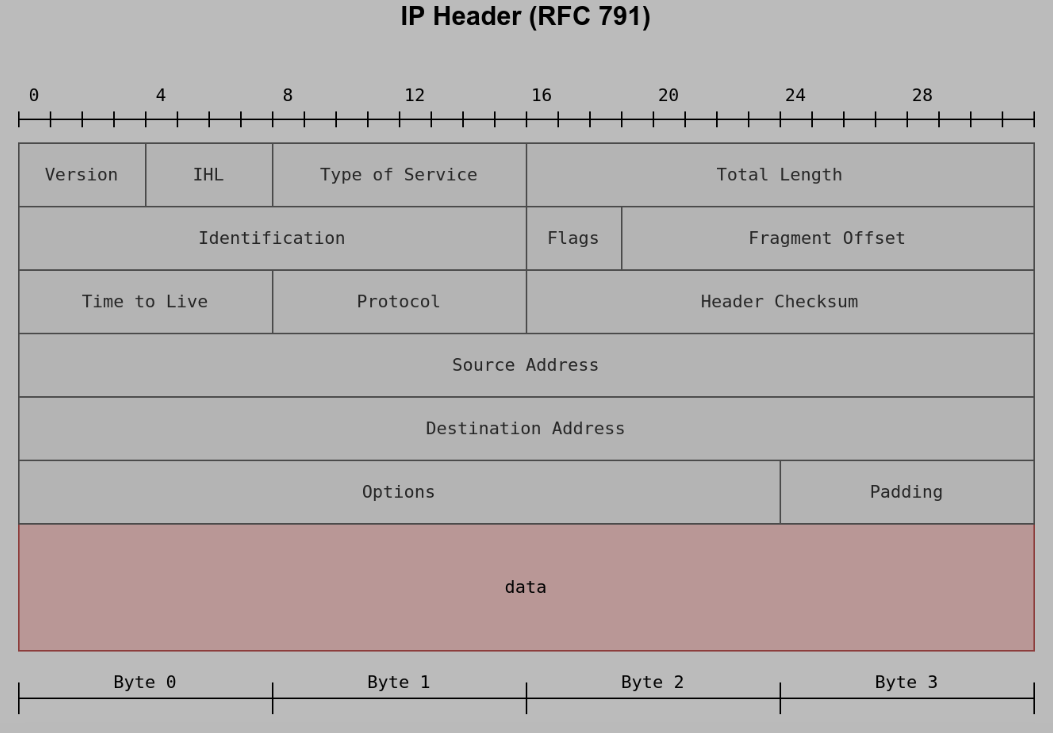 IP Header (RFC 791)
0 4 8 12 16 20 24 28
Version IHL Type of Service Total Length
Identification Flags Fragment Offset
Time to Live Protocol Header Checksum
Source Address
Destination Address
Options Padding
data
Byte 0 Byte 1 Byte 2 Byte 3